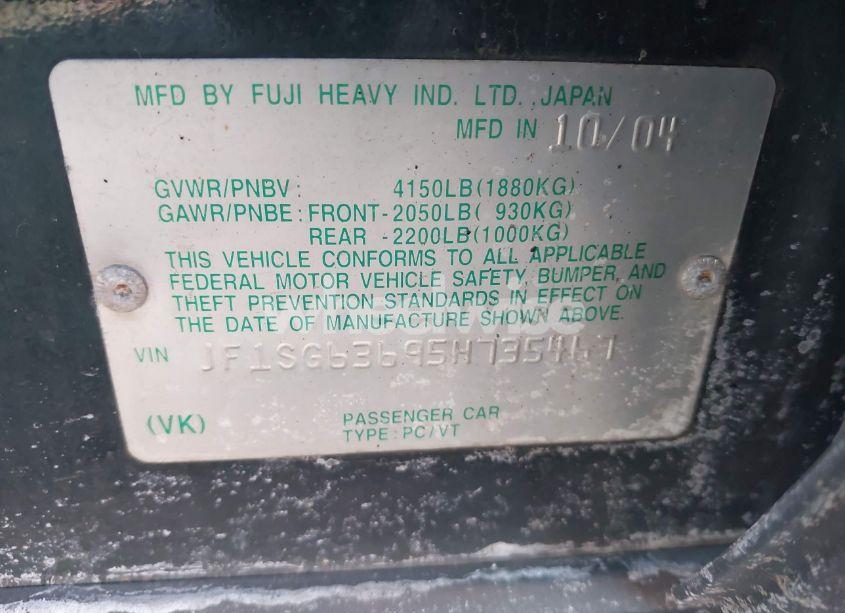 MFD BY FUJI HEAVY IND. LTD. JAPAN
MFD IN 10/04
GVWR/PNBV: 4150LB(1880KG)
GAWR/PNBE: FRONT-2050LB( 930KG)
REAR -2200LB(1000KG)
THIS VEHICLE CONFORMS TO ALL APPLICABLE
FEDERAL MOTOR VEHICLE SAFETY, BUMPER, AND
THEFT PREVENTION STANDARDS IN EFFECT ON
THE DATE OF MANUFACTURE SHOWN ABOVE.
VIN JF1SG63695H735467
(VK)
PASSENGER CAR
TYPE: PC/VT